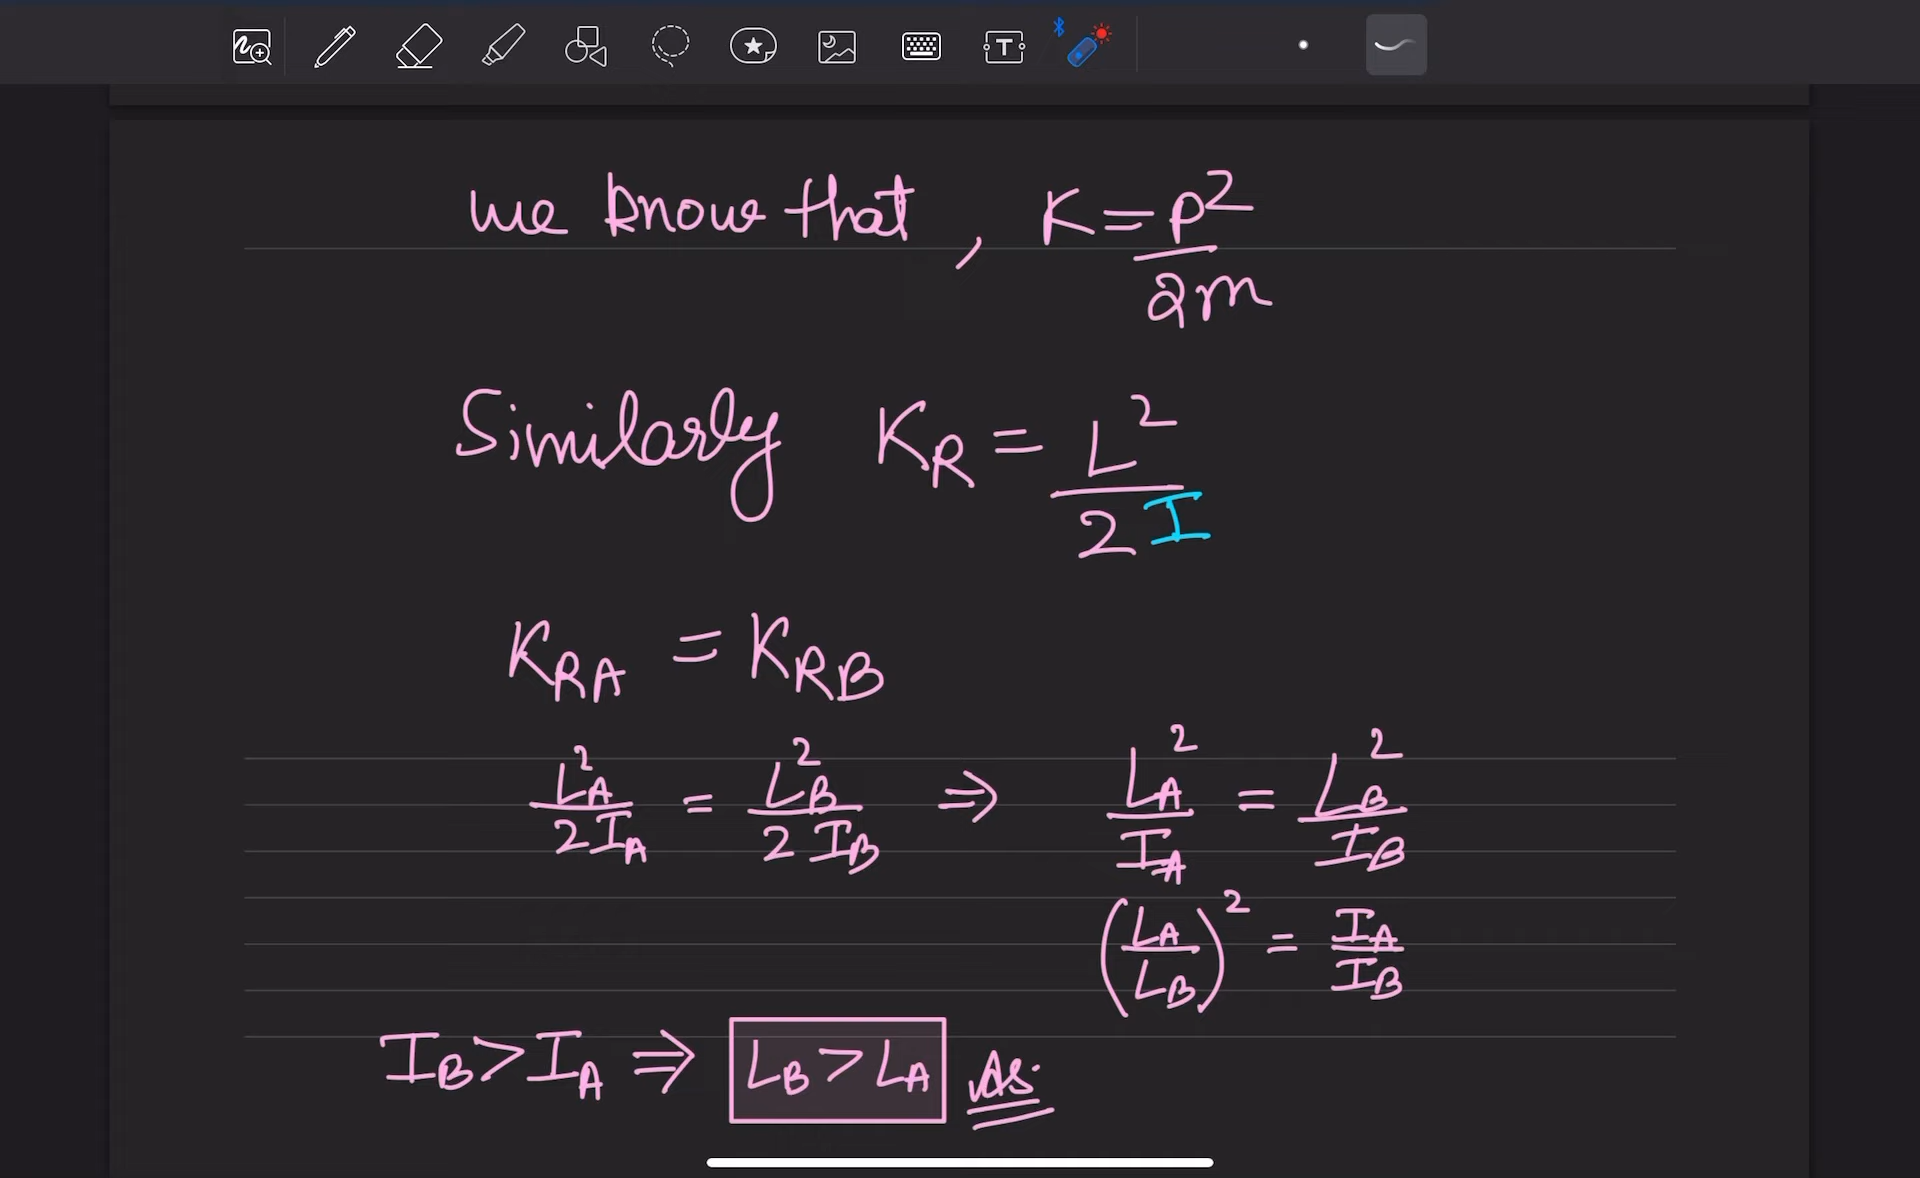 we know that , K = P²/2m
Similarly K_R = L²/2I
K_RA = K_RB
L_A²/2I_A = L_B²/2I_B ⇒ L_A²/I_A = L_B²/I_B
(L_A/L_B)² = I_A/I_B
I_B > I_A ⇒ L_B > L_A As.